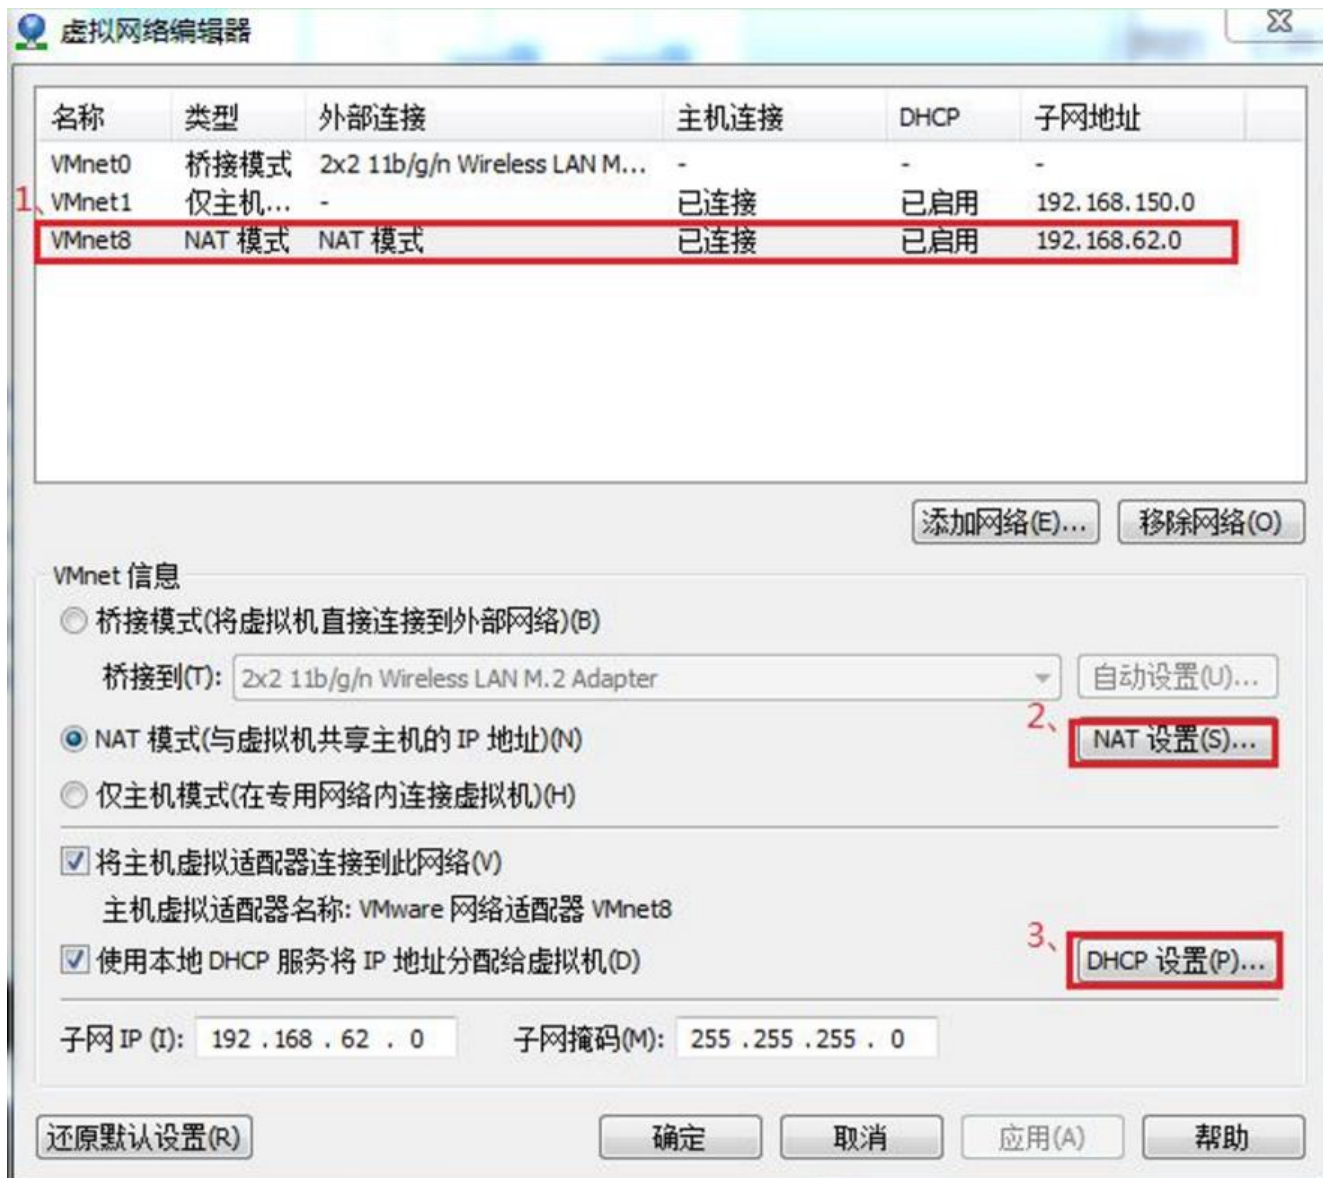 虚拟网络编辑器
名称 类型 外部连接 主机连接 DHCP 子网地址
VMnet0 桥接模式 2x2 11b/g/n Wireless LAN M... - - -
1、VMnet1 仅主机... - 已连接 已启用 192.168.150.0
VMnet8 NAT 模式 NAT 模式 已连接 已启用 192.168.62.0
添加网络(E)... 移除网络(O)
VMnet 信息
桥接模式(将虚拟机直接连接到外部网络)(B)
桥接到(T): 2x2 11b/g/n Wireless LAN M.2 Adapter 自动设置(U)...
NAT 模式(与虚拟机共享主机的 IP 地址)(N) 2、NAT 设置(S)...
仅主机模式(在专用网络内连接虚拟机)(H)
将主机虚拟适配器连接到此网络(V)
主机虚拟适配器名称: VMware 网络适配器 VMnet8
使用本地 DHCP 服务将 IP 地址分配给虚拟机(D) 3、DHCP 设置(P)...
子网 IP (I): 192 . 168 . 62 . 0 子网掩码(M): 255 . 255 . 255 . 0
还原默认设置(R) 确定 取消 应用(A) 帮助